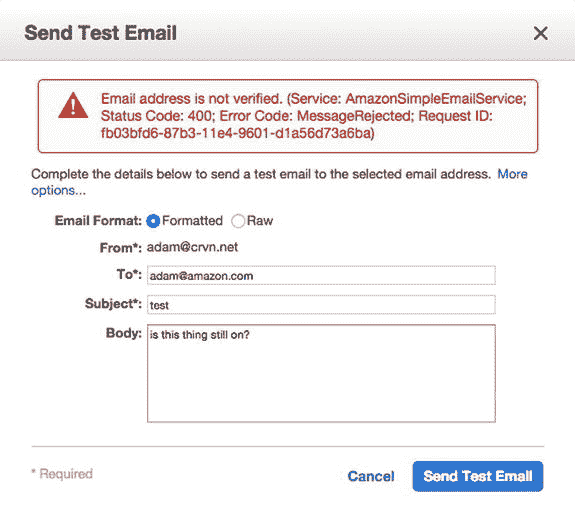 Send Test Email
Email address is not verified. (Service: AmazonSimpleEmailService;
Status Code: 400; Error Code: MessageRejected; Request ID:
fb03bfd6-87b3-11e4-9601-d1a56d73a6ba)
Complete the details below to send a test email to the selected email address. More
options...
Email Format: Formatted Raw
From*: adam@crvn.net
To*: adam@amazon.com
Subject*: test
Body: is this thing still on?
* Required
Cancel Send Test Email